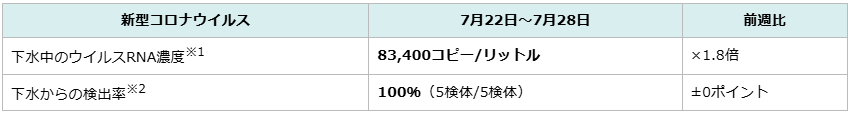 新型コロナウイルス 7月22日～7月28日 前週比
下水中のウイルスRNA濃度※1 83,400コピー/リットル ×1.8倍
下水からの検出率※2 100%（5検体/5検体） ±0ポイント